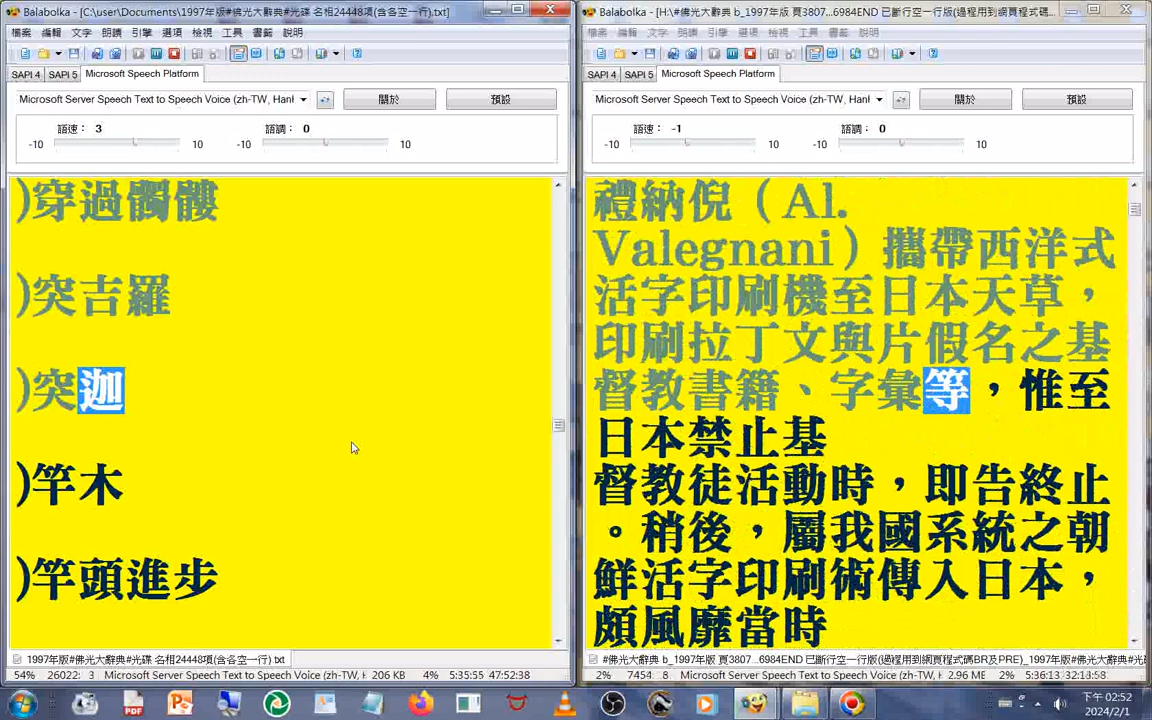 Balabolka - [C:\user\Documents\1997年版#佛光大辭典#光碟 名相24448項(含各空一行).txt]
檔案 編輯 文字 朗讀 引擎 選項 檢視 工具 書籤 說明
SAPI 4 SAPI 5 Microsoft Speech Platform
Microsoft Server Speech Text to Speech Voice (zh-TW, Hanl
關於 預設
語速： 3 語調： 0
-10 10 -10 10
)穿過髑髏
)突吉羅
)突迦
)竿木
)竿頭進步
1997年版#佛光大辭典#光碟 名相24448項(含各空一行).txt
54% 26022: 3 Microsoft Server Speech Text to Speech Voice (zh-TW, H 206 KB 4% 5:35:55 47:52:38
Balabolka - [H:\#佛光大辭典 b_1997年版 頁3807...6984END 已斷行空一行版(過程用到網頁程式碼...
檔案 編輯 文字 朗讀 引擎 選項 檢視 工具 書籤 說明
SAPI 4 SAPI 5 Microsoft Speech Platform
Microsoft Server Speech Text to Speech Voice (zh-TW, Hanl
關於 預設
語速： -1 語調： 0
-10 10 -10 10
禮納倪（Al.
Valegnani）攜帶西洋式
活字印刷機至日本天草，
印刷拉丁文與片假名之基
督教書籍、字彙等，惟至
日本禁止基
督教徒活動時，即告終止
。稍後，屬我國系統之朝
鮮活字印刷術傳入日本，
頗風靡當時
#佛光大辭典 b_1997年版 頁3807...6984END 已斷行空一行版(過程用到網頁程式碼BR及PRE)_1997年版#佛光
2% 7454: 8 Microsoft Server Speech Text to Speech Voice (zh-TW, H 2.96 MB 2% 5:36:13 32:13:58
下午 02:52
2024/2/1